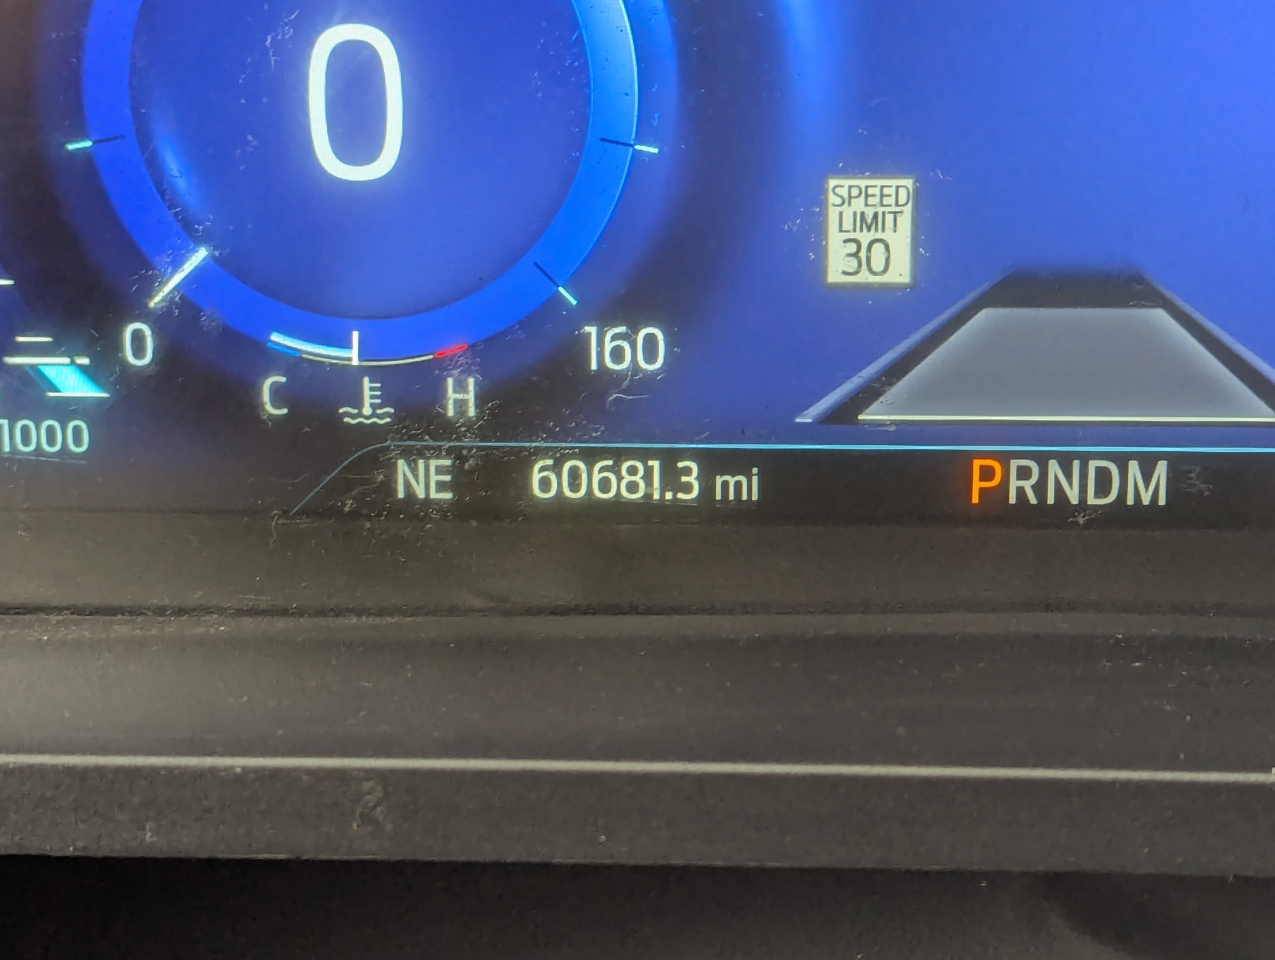 0
SPEED
LIMIT
30
0
160
C
H
1000
NE
60681.3 mi
PRNDM